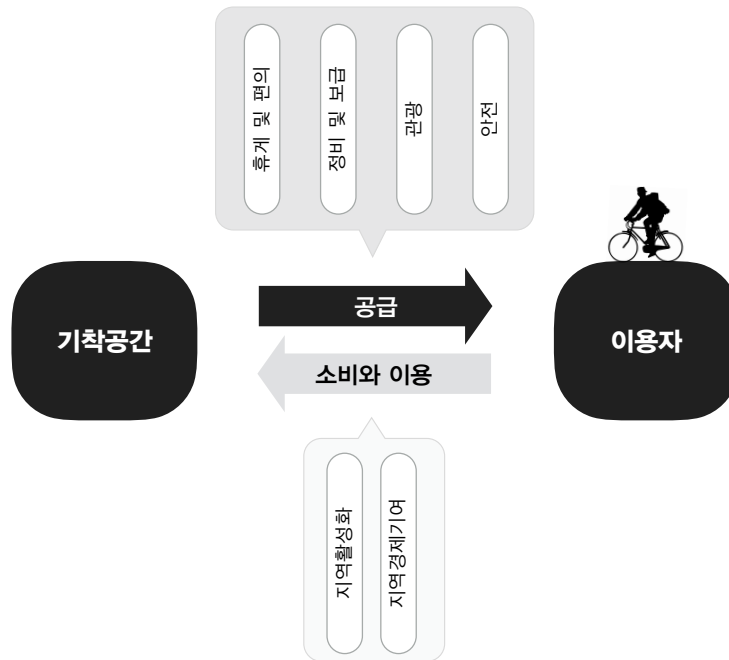 휴게 및 편의
정비 및 보급
관광
안전
공급
기착공간
이용자
소비와 이용
지역활성화
지역경제기여